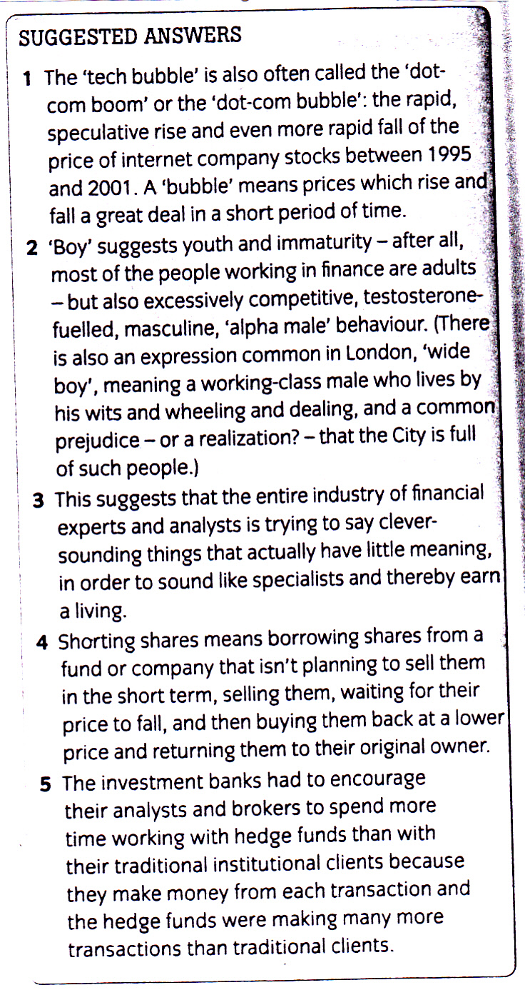 SUGGESTED ANSWERS
1 The ‘tech bubble’ is also often called the ‘dot-
com boom’ or the ‘dot-com bubble’: the rapid,
speculative rise and even more rapid fall of the
price of internet company stocks between 1995
and 2001. A ‘bubble’ means prices which rise and
fall a great deal in a short period of time.
2 ‘Boy’ suggests youth and immaturity – after all,
most of the people working in finance are adults
– but also excessively competitive, testosterone-
fuelled, masculine, ‘alpha male’ behaviour. (There
is also an expression common in London, ‘wide
boy’, meaning a working-class male who lives by
his wits and wheeling and dealing, and a common
prejudice – or a realization? – that the City is full
of such people.)
3 This suggests that the entire industry of financial
experts and analysts is trying to say clever-
sounding things that actually have little meaning,
in order to sound like specialists and thereby earn
a living.
4 Shorting shares means borrowing shares from a
fund or company that isn’t planning to sell them
in the short term, selling them, waiting for their
price to fall, and then buying them back at a lower
price and returning them to their original owner.
5 The investment banks had to encourage
their analysts and brokers to spend more
time working with hedge funds than with
their traditional institutional clients because
they make money from each transaction and
the hedge funds were making many more
transactions than traditional clients.